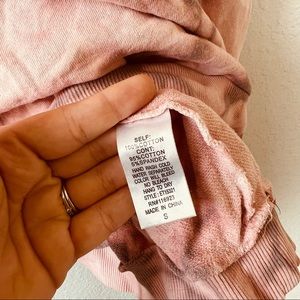 SELF:
100%COTTON
CONT:
95%COTTON
5%SPANDEX
HAND WASH COLD
WASH SEPARATELY
COLOR WILL BLEED
NO BLEACH
HANG TO DRY
STYLE: ET15321
RN#116923
MADE IN CHINA
S